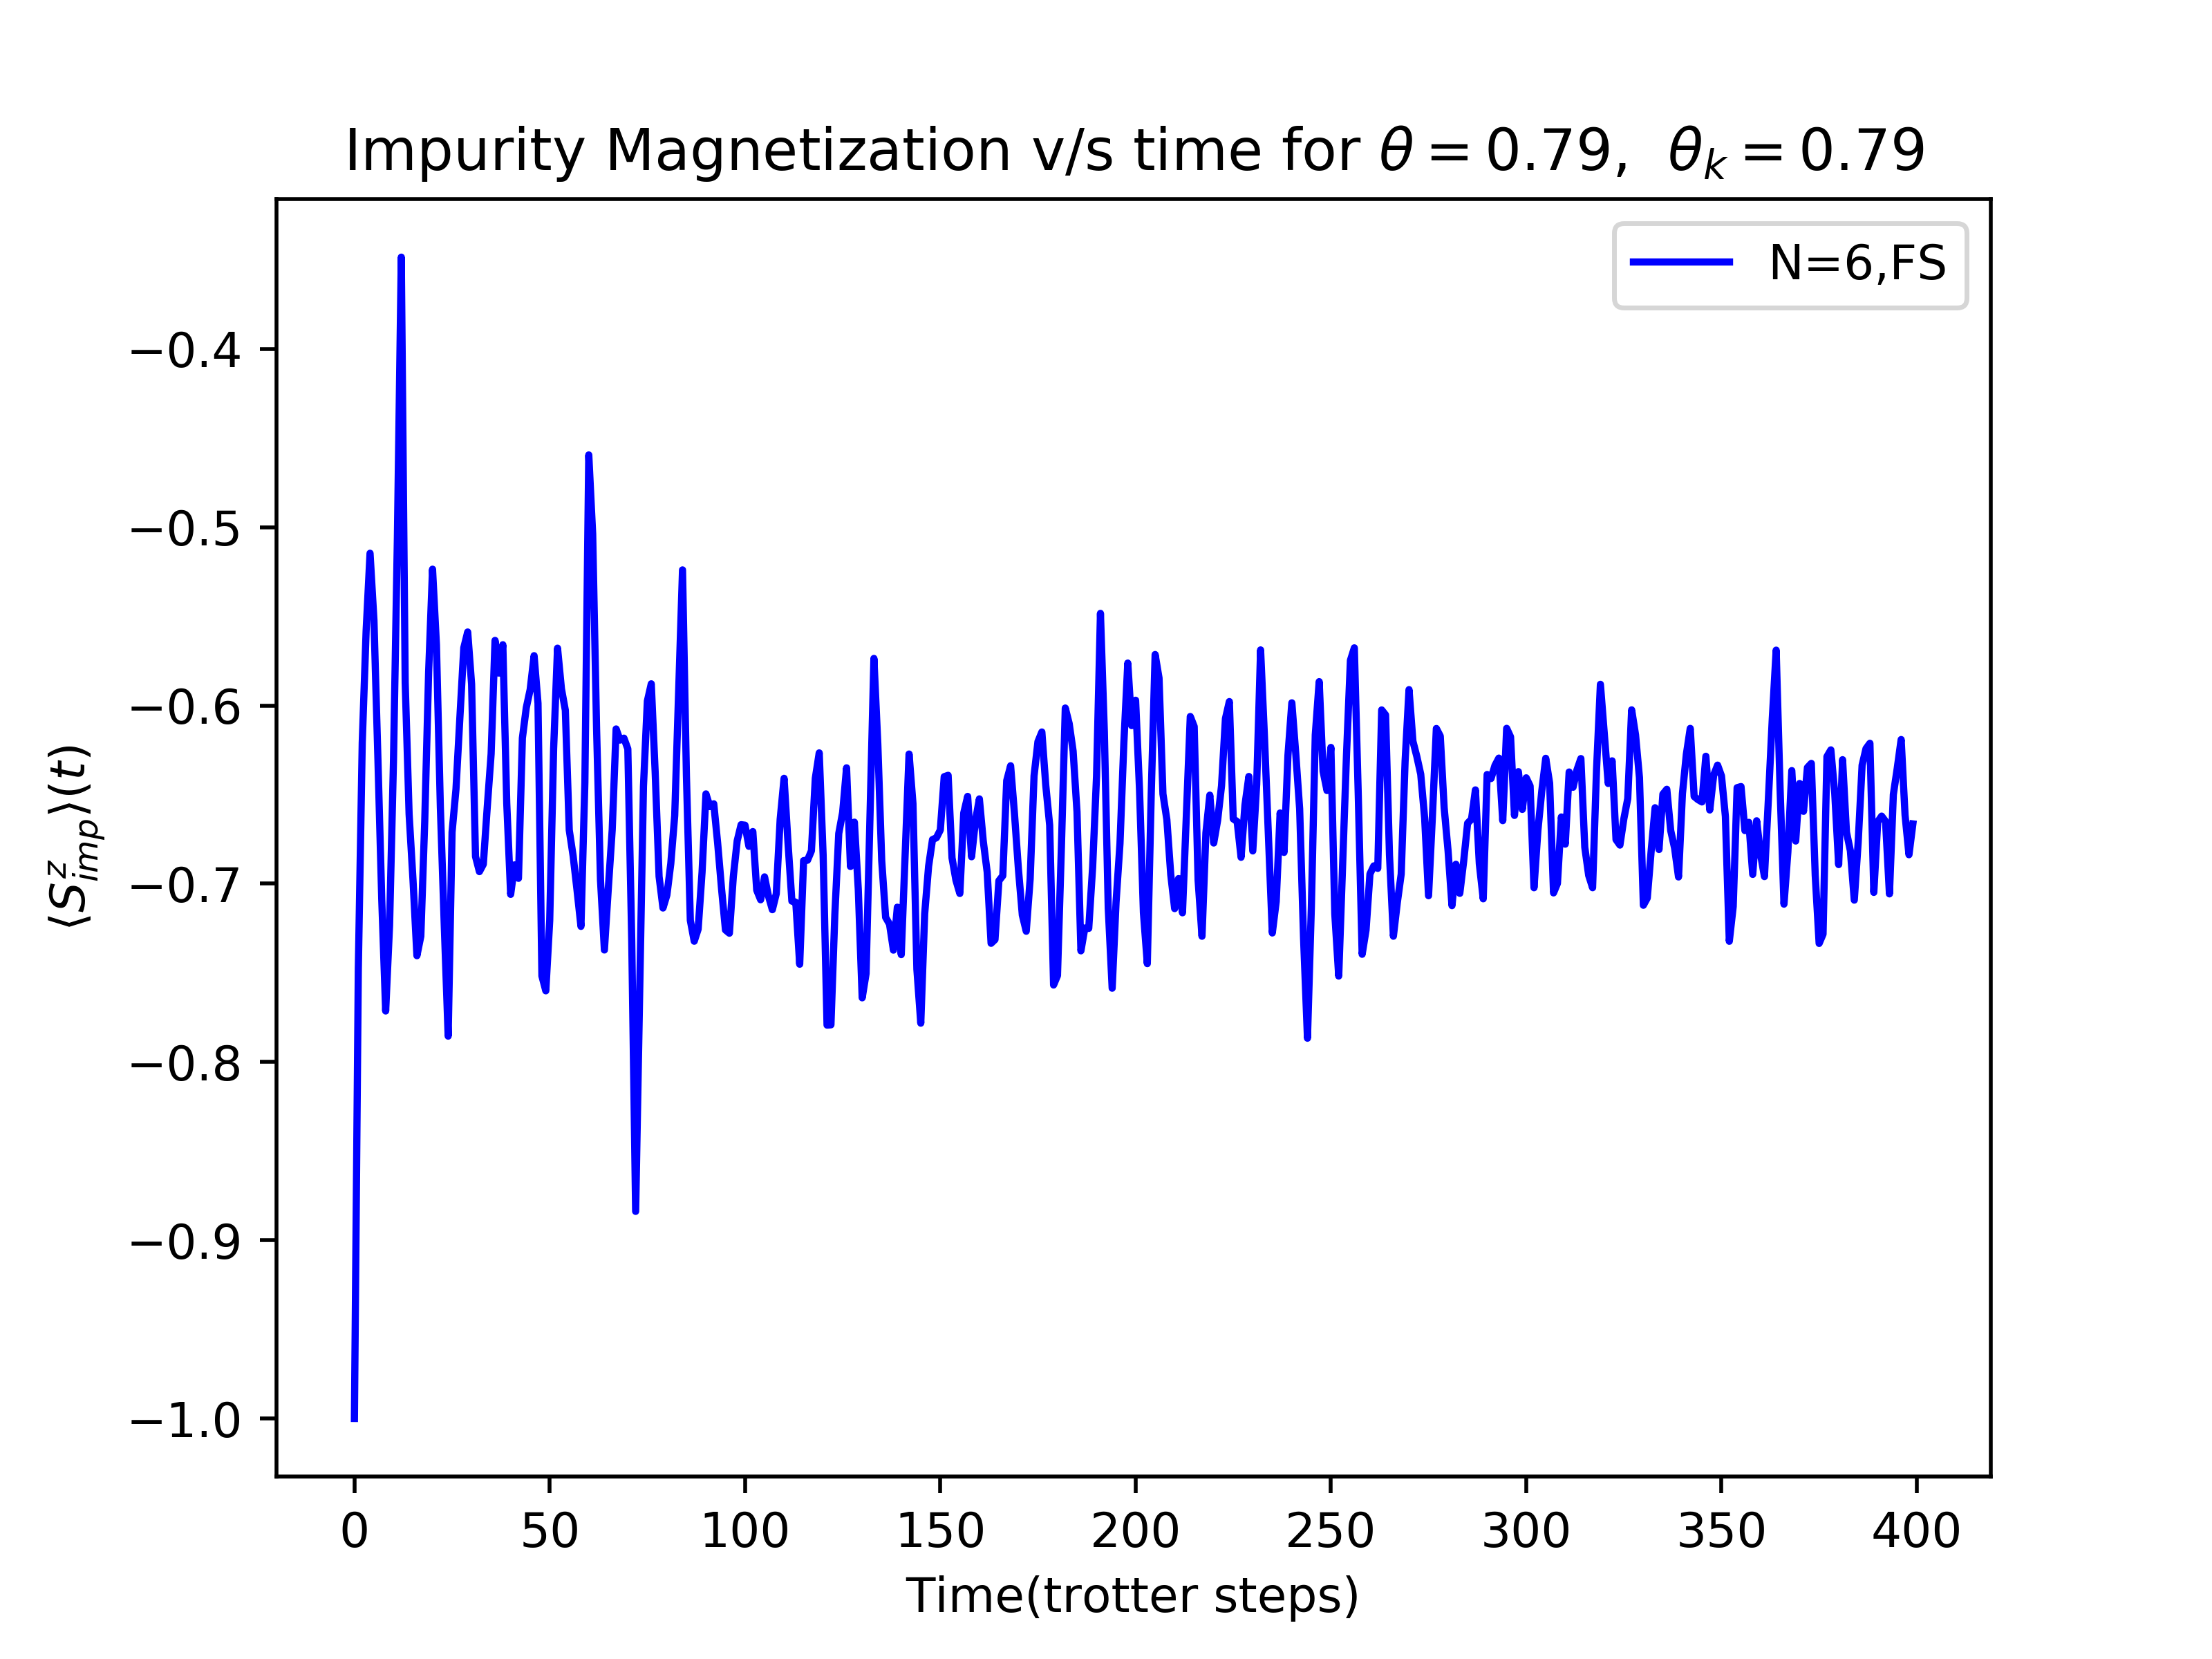 Impurity Magnetization v/s time for θ = 0.79,  θₖ = 0.79
N=6,FS
−0.4
−0.5
−0.6
−0.7
−0.8
−0.9
−1.0
⟨S^z_imp⟩(t)
0 50 100 150 200 250 300 350 400
Time(trotter steps)